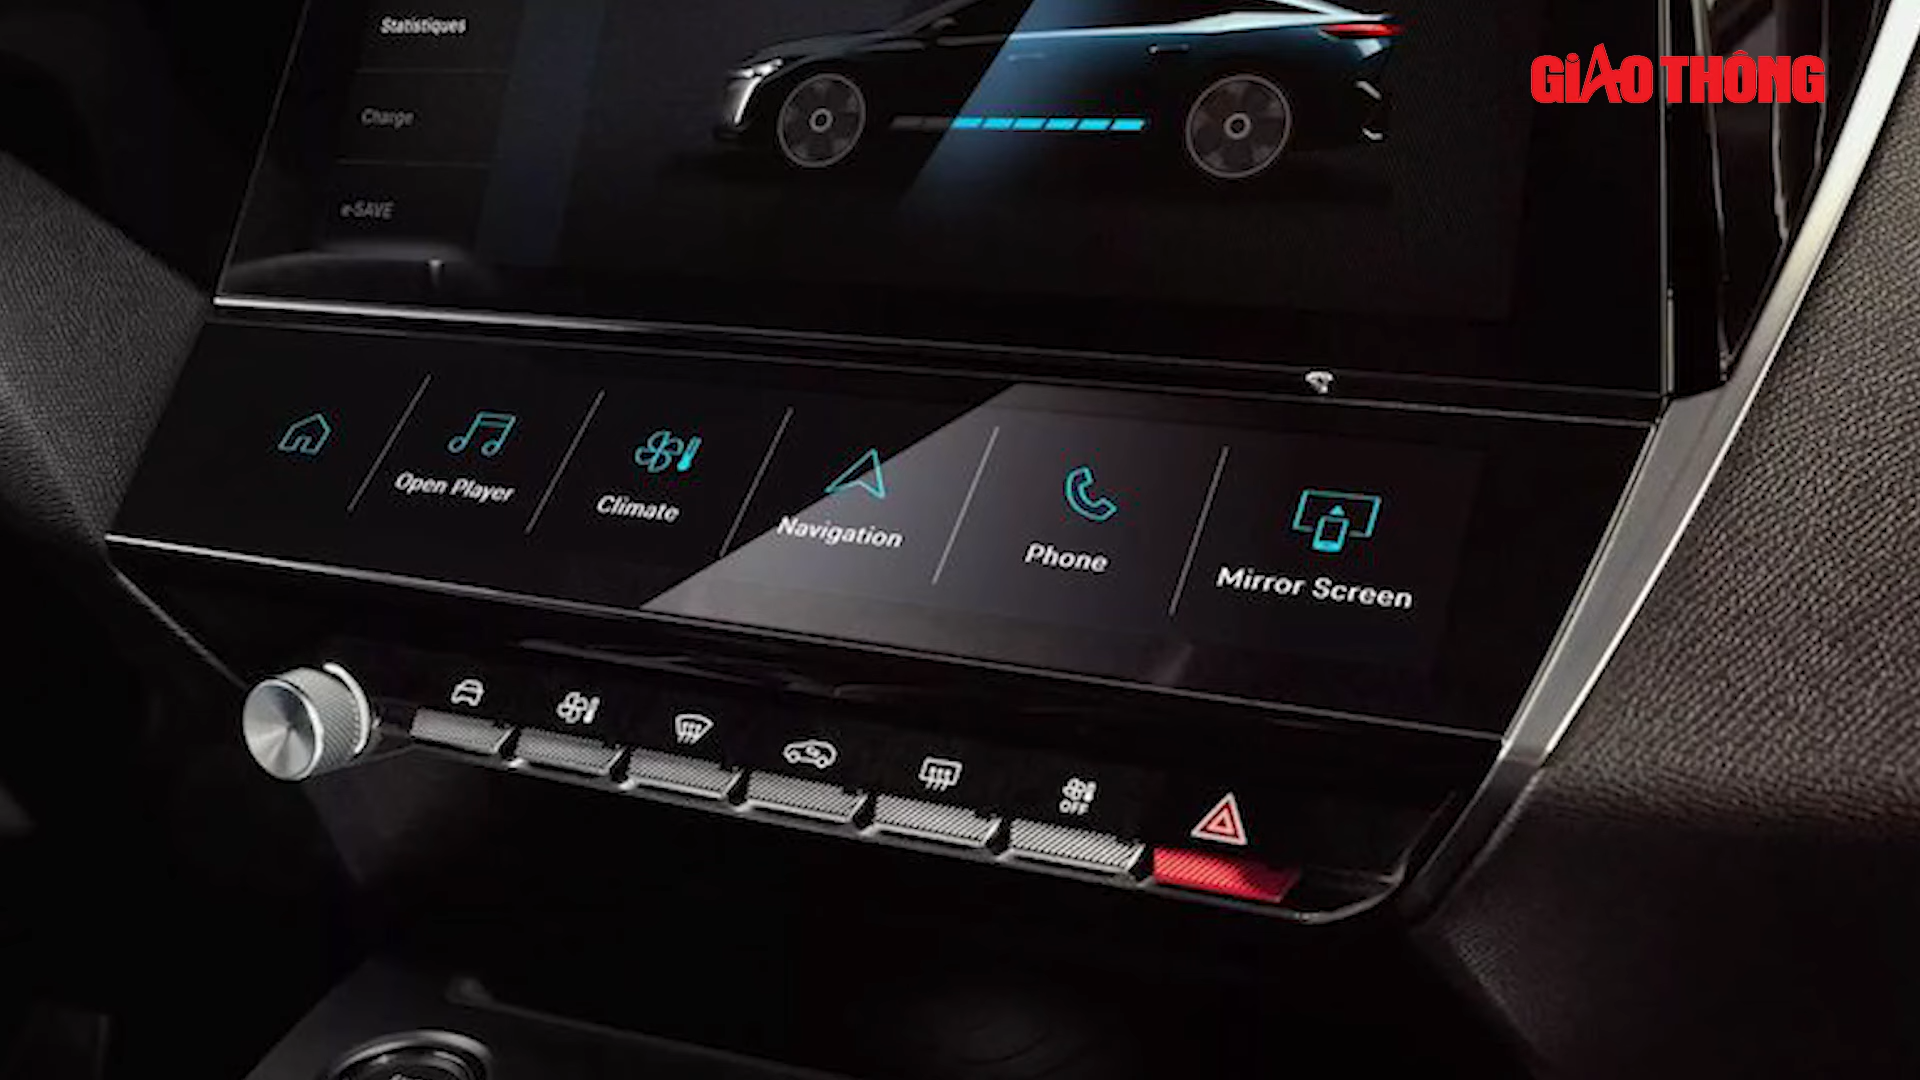 Statistiques
GIAO THÔNG
Charge
e-SAVE
Open Player
Climate
Navigation
Phone
Mirror Screen
OFF